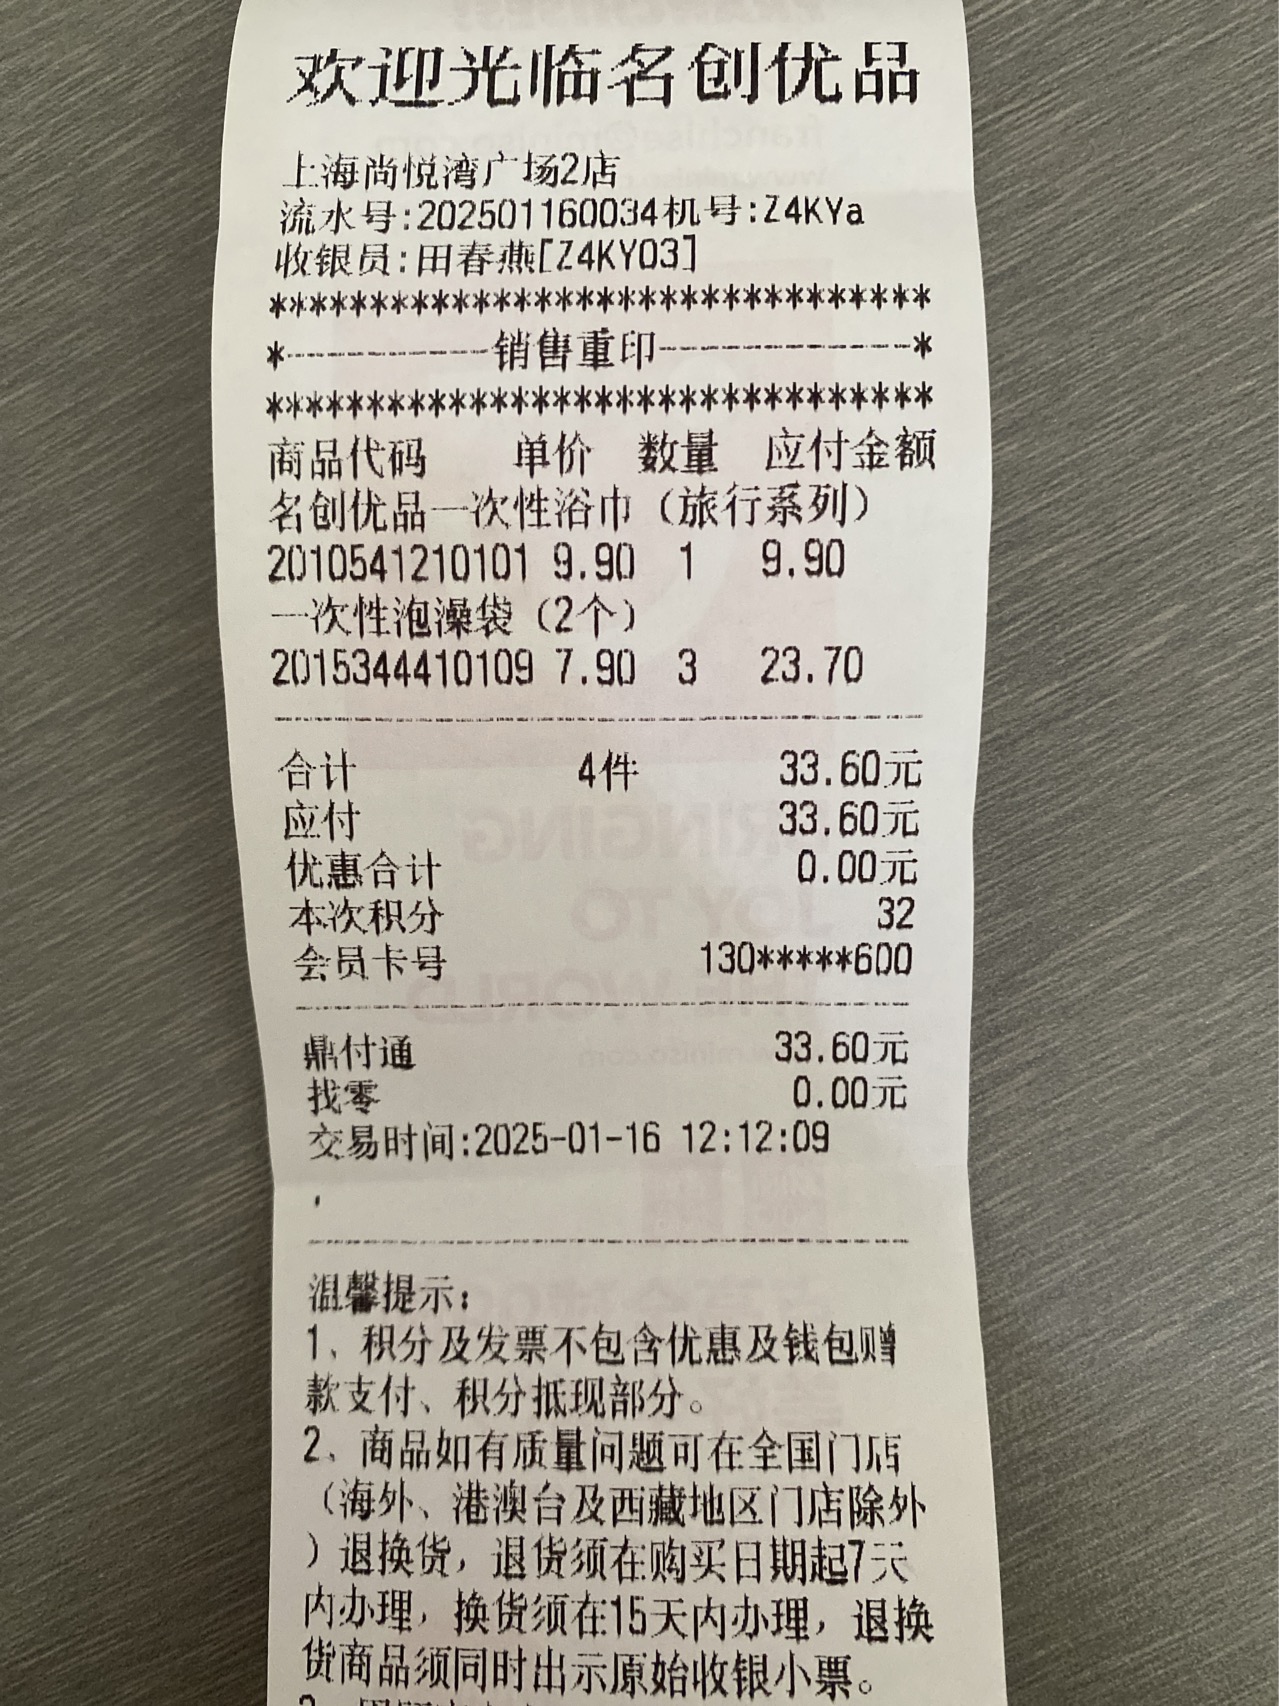 欢迎光临名创优品
上海尚悦湾广场2店
流水号:202501160034机号:Z4KYa
收银员:田春燕[Z4KY03]
********************************
*----------销售重印------------*
********************************
商品代码 单价 数量 应付金额
名创优品一次性浴巾（旅行系列）
2010541210101 9.90 1 9.90
一次性泡澡袋（2个）
2015344410109 7.90 3 23.70
合计 4件 33.60元
应付 33.60元
优惠合计 0.00元
本次积分 32
会员卡号 130*****600
鼎付通 33.60元
找零 0.00元
交易时间:2025-01-16 12:12:09
温馨提示：
1、积分及发票不包含优惠及钱包赠
款支付、积分抵现部分。
2、商品如有质量问题可在全国门店
（海外、港澳台及西藏地区门店除外
）退换货，退货须在购买日期起7天
内办理，换货须在15天内办理，退换
货商品须同时出示原始收银小票。